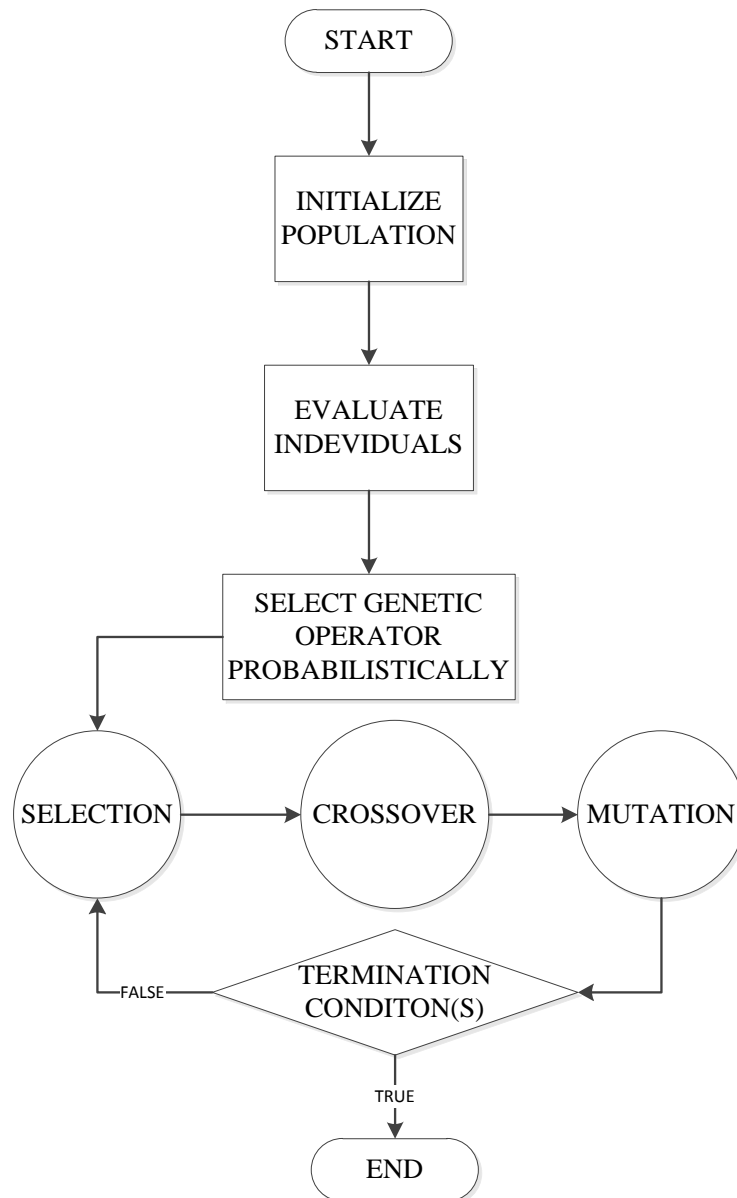 START
INITIALIZE
POPULATION
EVALUATE
INDEVIDUALS
SELECT GENETIC
OPERATOR
PROBABILISTICALLY
SELECTION
CROSSOVER
MUTATION
TERMINATION
CONDITON(S)
FALSE
TRUE
END